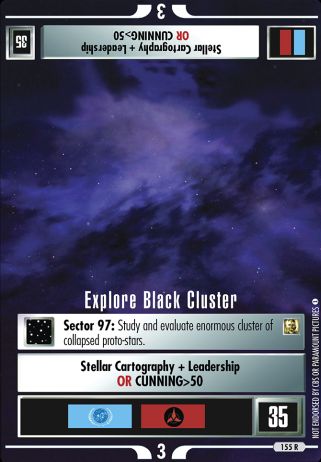 3
35
Stellar Cartography + Leadership
OR CUNNING>50
Explore Black Cluster
Sector 97: Study and evaluate enormous cluster of
collapsed proto-stars.
Stellar Cartography + Leadership
OR CUNNING>50
35
3
155 R
NOT ENDORSED BY CBS OR PARAMOUNT PICTURES